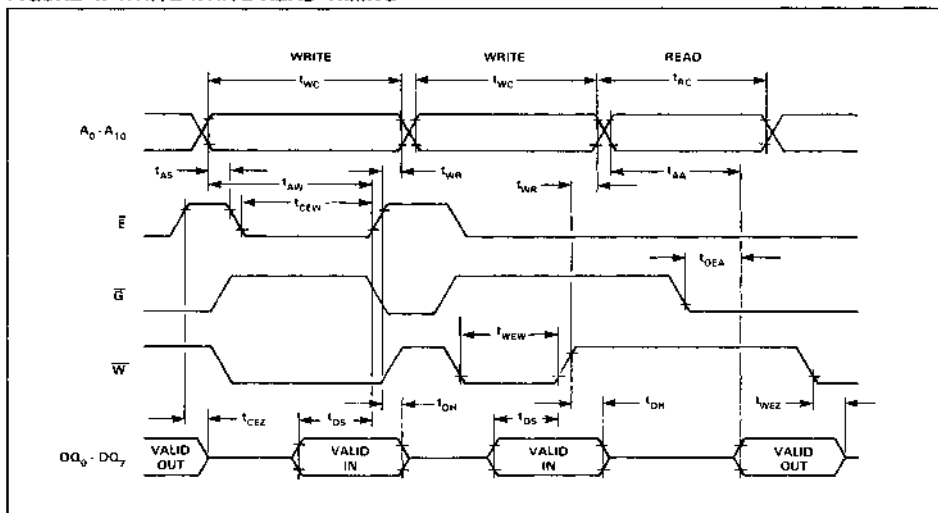 WRITE WRITE READ
tWC tWC tRC
A0 - A10
tAS tAW tWR tWR tAA
tCEW
E
tOEA
G
tWEW
W
tCEZ tDS tDH tDS tDH tWEZ
DQ0 - DQ7
VALID OUT VALID IN VALID IN VALID OUT